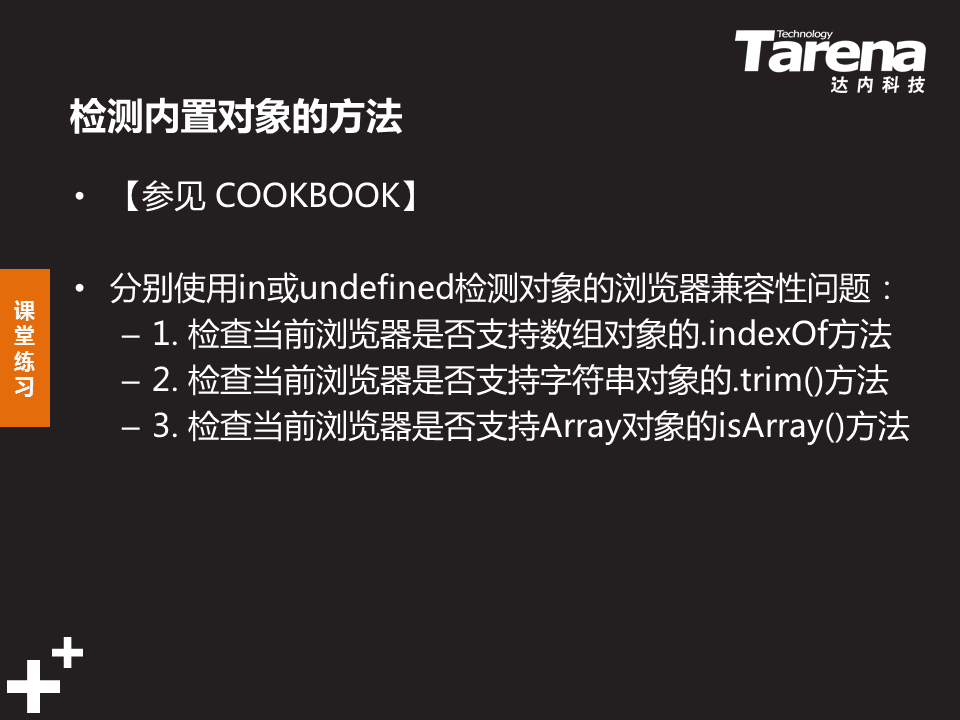 Technology
Tarena
达内科技
检测内置对象的方法
• 【参见 COOKBOOK】
• 分别使用in或undefined检测对象的浏览器兼容性问题：
– 1. 检查当前浏览器是否支持数组对象的.indexOf方法
– 2. 检查当前浏览器是否支持字符串对象的.trim()方法
– 3. 检查当前浏览器是否支持Array对象的isArray()方法
课
堂
练
习